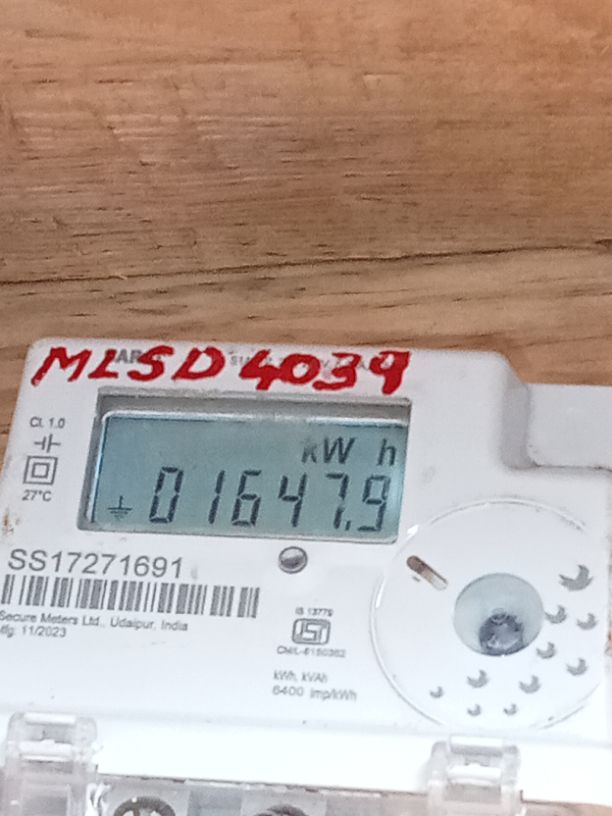 MLSD 4039
Cl. 1.0
27°C
kW h
01647.9
SS17271691
Secure Meters Ltd., Udaipur, India
Mfg: 11/2023
IS 13779
ISI
kWh, kVAh
6400 imp/kWh